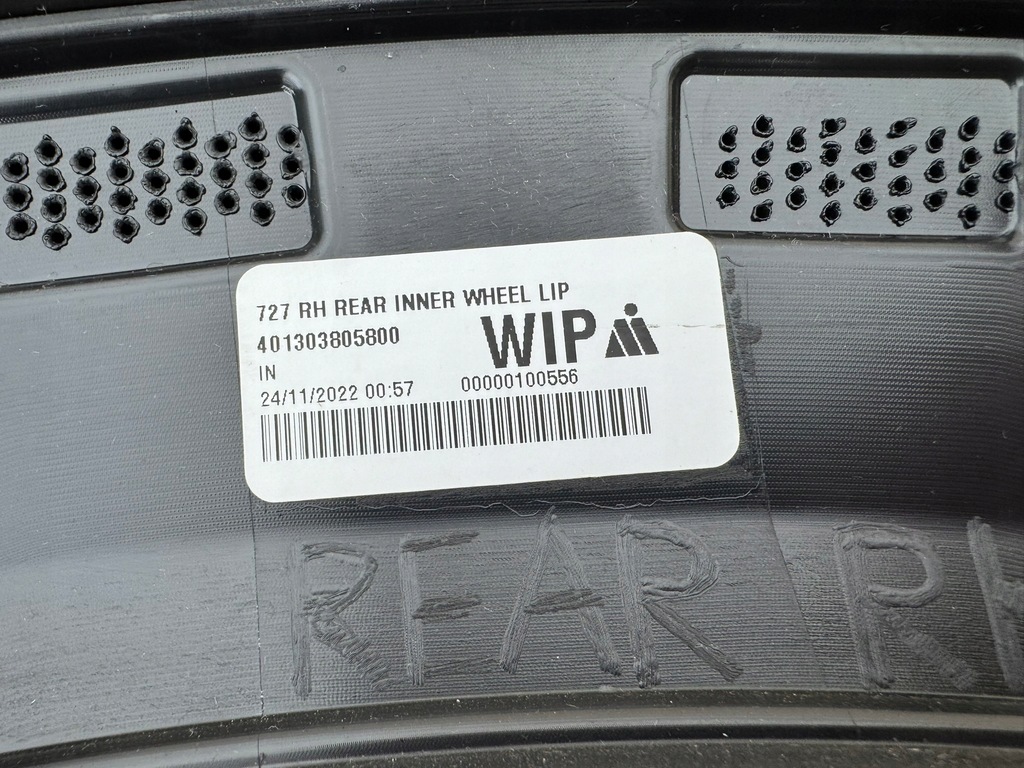 727 RH REAR INNER WHEEL LIP
401303805800
WIP
IN
24/11/2022 00:57 00000100556
REAR RH